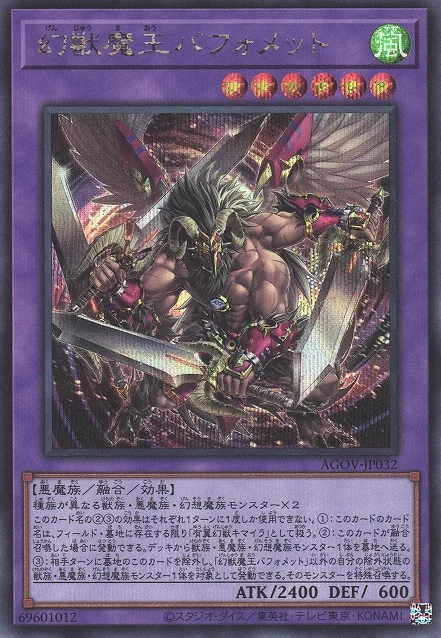 幻獣魔王バフォメット
げん じゅう ま おう
風
AGOV-JP032
【悪魔族／融合／効果】
種族が異なる獣族・悪魔族・幻想魔族モンスター×2
このカード名の②③の効果はそれぞれ1ターンに1度しか使用できない。①：このカードのカード
名は、フィールド・墓地に存在する限り「有翼幻獣キマイラ」として扱う。②：このカードが融合
召喚した場合に発動できる。デッキから獣族・悪魔族・幻想魔族モンスター1体を墓地へ送る。
③：相手ターンに墓地のこのカードを除外し、「幻獣魔王バフォメット」以外の自分の除外状態の
獣族・悪魔族・幻想魔族モンスター1体を対象として発動できる。そのモンスターを特殊召喚する。
ATK/2400 DEF/ 600
69601012
©スタジオ・ダイス／集英社・テレビ東京・KONAMI